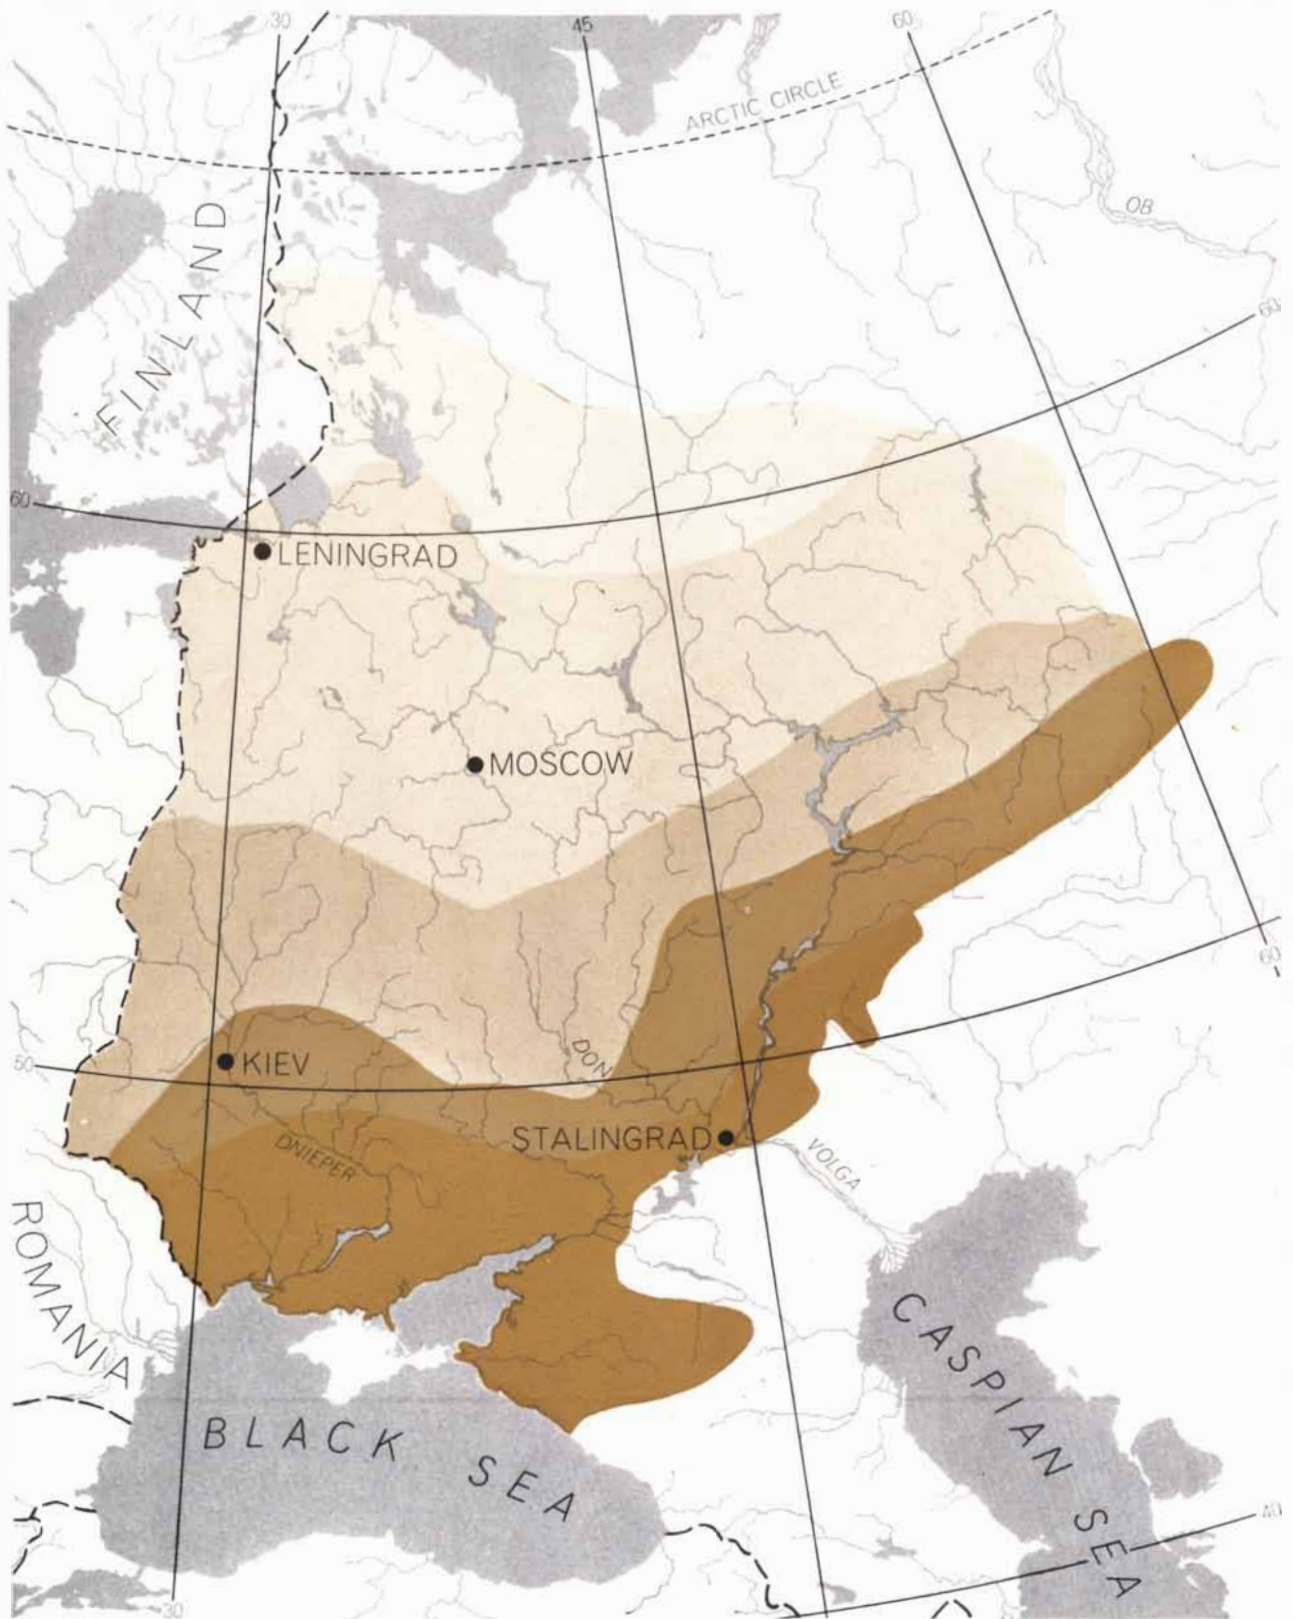 30
45
60
ARCTIC CIRCLE
OB
FINLAND
60
60
LENINGRAD
MOSCOW
60
50
KIEV
DON
STALINGRAD
DNIEPER
VOLGA
ROMANIA
CASPIAN SEA
BLACK SEA
40
30